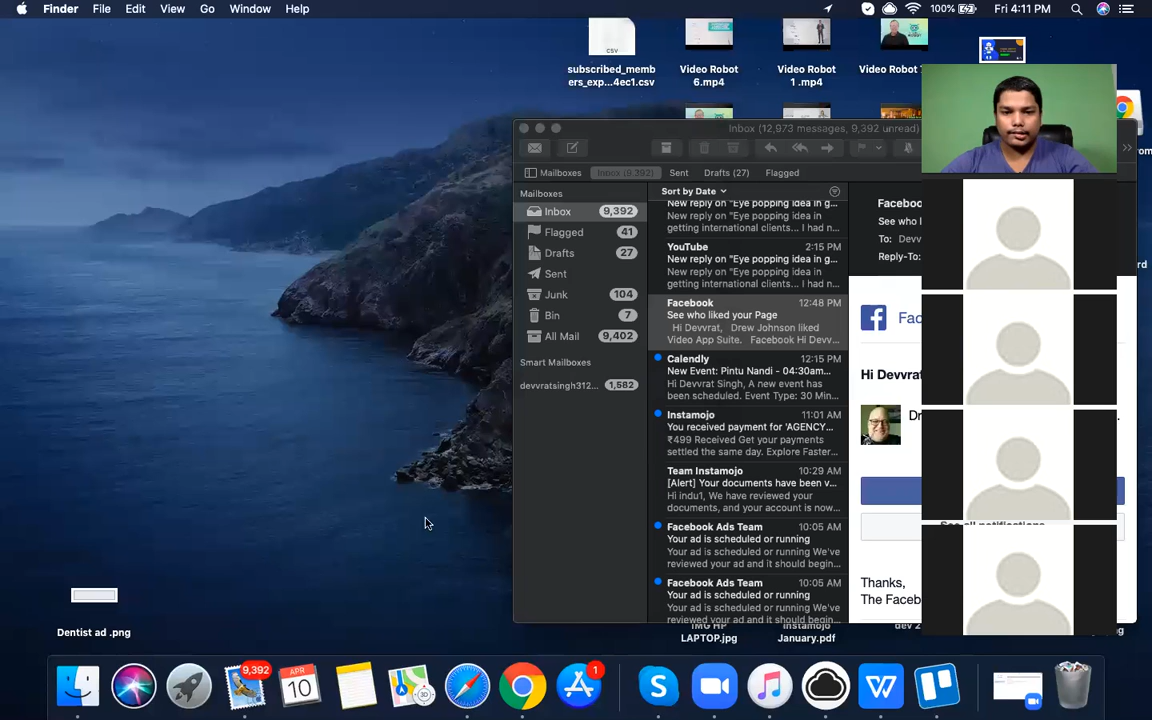 Finder File Edit View Go Window Help
100% Fri 4:11 PM
csv
subscribed_memb
ers_exp...4ec1.csv
Video Robot
6.mp4
Video Robot
1 .mp4
Video Robot
Inbox (12,973 messages, 9,392 unread)
Mailboxes Inbox (9,392) Sent Drafts (27) Flagged
Mailboxes
Inbox 9,392
Flagged 41
Drafts 27
Sent
Junk 104
Bin 7
All Mail 9,402
Smart Mailboxes
devvratsingh312... 1,582
Sort by Date
New reply on "Eye popping idea in g...
New reply on "Eye popping idea in
getting international clients... I had n...
YouTube 2:15 PM
New reply on "Eye popping idea in g...
New reply on "Eye popping idea in
getting international clients... I had n...
Facebook 12:48 PM
See who liked your Page
Hi Devvrat, Drew Johnson liked
Video App Suite. Facebook Hi Devv...
Calendly 12:15 PM
New Event: Pintu Nandi - 04:30am...
Hi Devvrat Singh, A new event has
been scheduled. Event Type: 30 Min...
Instamojo 11:01 AM
You received payment for 'AGENCY...
₹499 Received Get your payments
settled the same day. Explore Faster...
Team Instamojo 10:29 AM
[Alert] Your documents have been v...
Hi indu1, We have reviewed your
documents, and your account is now...
Facebook Ads Team 10:05 AM
Your ad is scheduled or running
Your ad is scheduled or running We've
reviewed your ad and it should begin...
Facebook Ads Team 10:05 AM
Your ad is scheduled or running
Your ad is scheduled or running We've
Faceboo
See who l
To: Devv
Reply-To:
Fac
Hi Devvrat
Dr
See all notifications
Thanks,
The Faceb
Dentist ad .png
IMG HP
LAPTOP.jpg
Instamojo
January.pdf
dev 2
9,392
APR
10
1